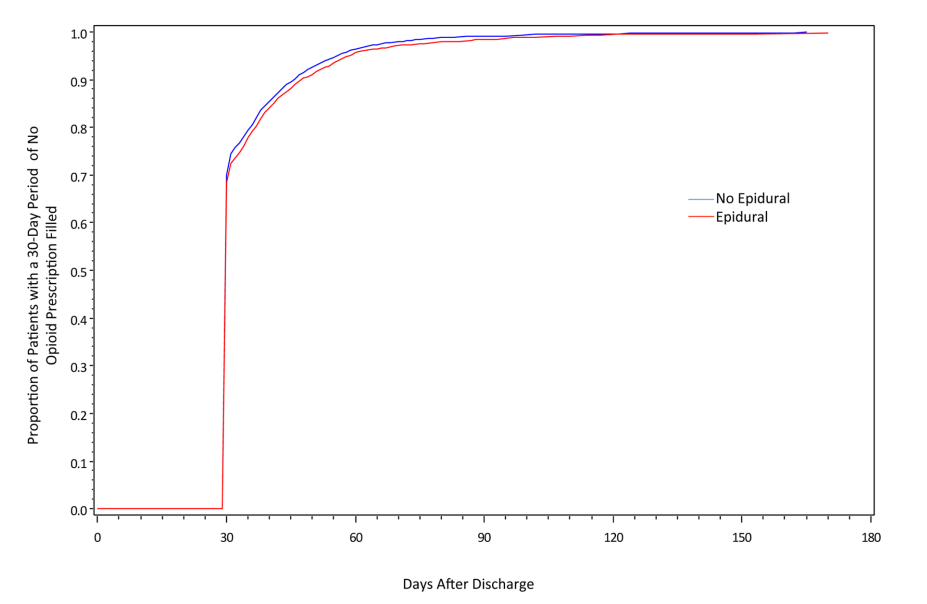 Proportion of Patients with a 30-Day Period of No
Opioid Prescription Filled
1.0
0.9
0.8
0.7
0.6
0.5
0.4
0.3
0.2
0.1
0.0
No Epidural
Epidural
0 30 60 90 120 150 180
Days After Discharge